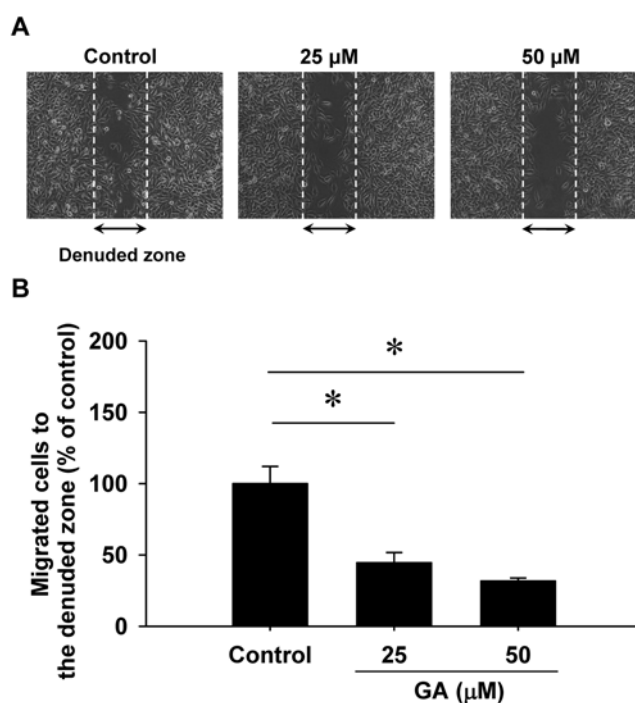 A
Control
25 μM
50 μM
Denuded zone
B
Migrated cells to
the denuded zone (% of control)
200
150
100
50
0
*
*
Control
25
50
GA (μM)